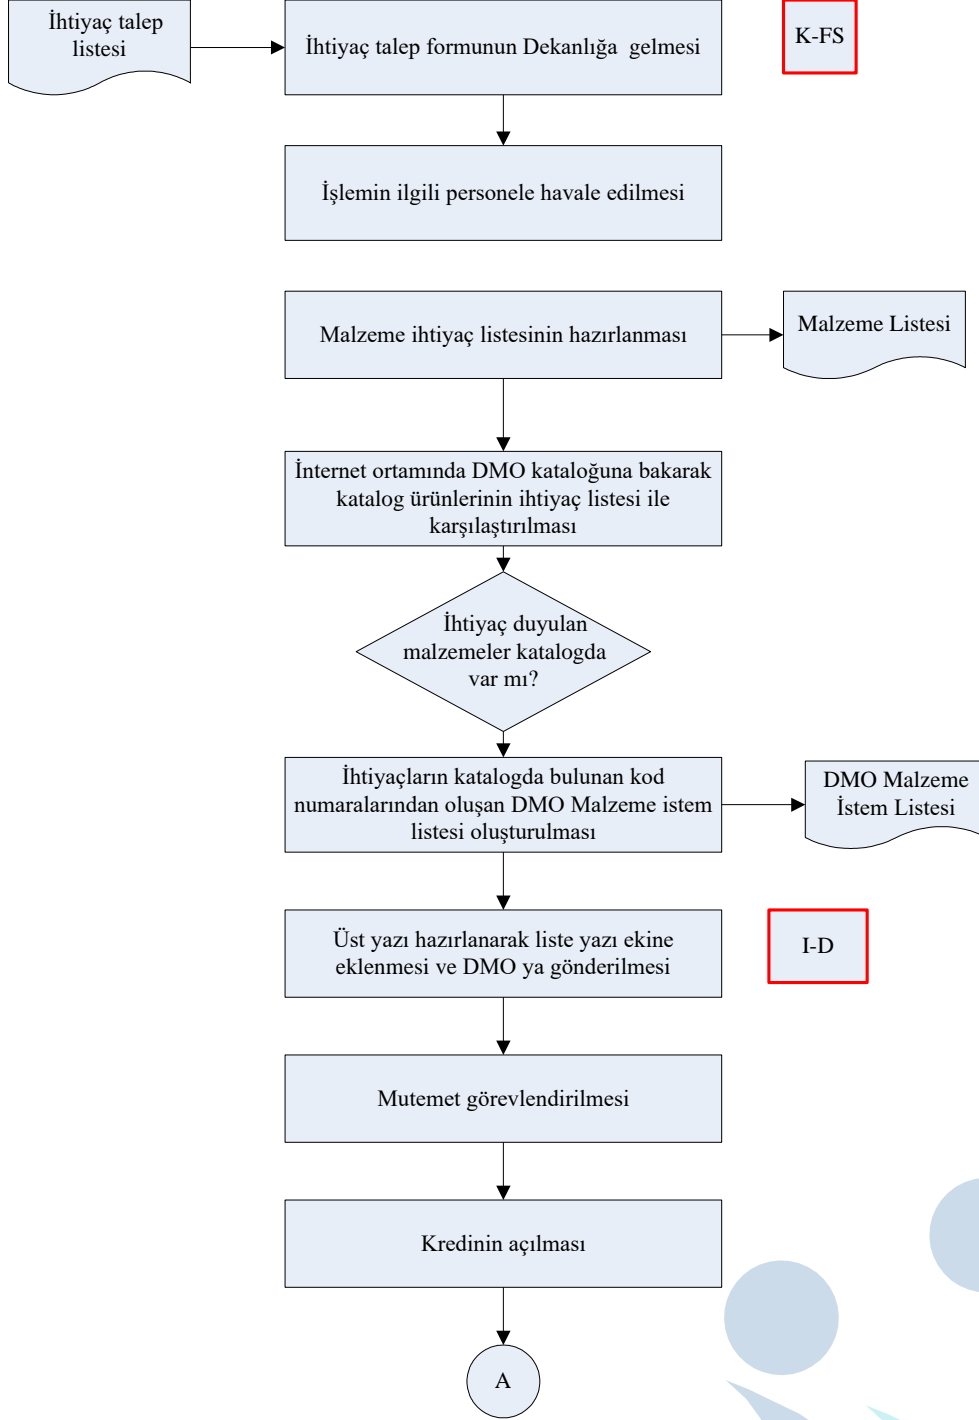 İhtiyaç talep
listesi
İhtiyaç talep formunun Dekanlığa  gelmesi
K-FS
İşlemin ilgili personele havale edilmesi
Malzeme ihtiyaç listesinin hazırlanması
Malzeme Listesi
İnternet ortamında DMO kataloğuna bakarak
katalog ürünlerinin ihtiyaç listesi ile
karşılaştırılması
İhtiyaç duyulan
malzemeler katalogda
var mı?
İhtiyaçların katalogda bulunan kod
numaralarından oluşan DMO Malzeme istem
listesi oluşturulması
DMO Malzeme
İstem Listesi
Üst yazı hazırlanarak liste yazı ekine
eklenmesi ve DMO ya gönderilmesi
I-D
Mutemet görevlendirilmesi
Kredinin açılması
A